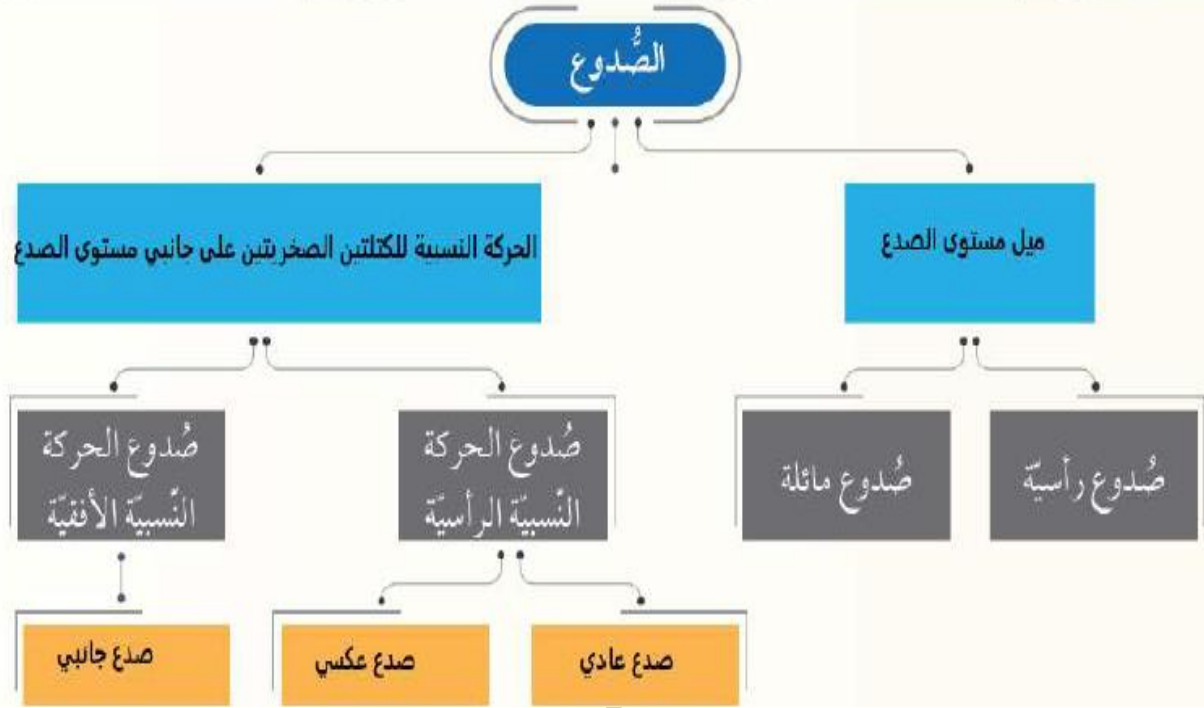 الصُّدوع
ميل مستوى الصدع
الحركة النسبية للكتلتين الصخريتين على جانبي مستوى الصدع
صُدوع رأسيّة
صُدوع مائلة
صُدوع الحركة
النّسبيّة الرأسيّة
صُدوع الحركة
النّسبيّة الأفقيّة
صدع عادي
صدع عكسي
صدع جانبي